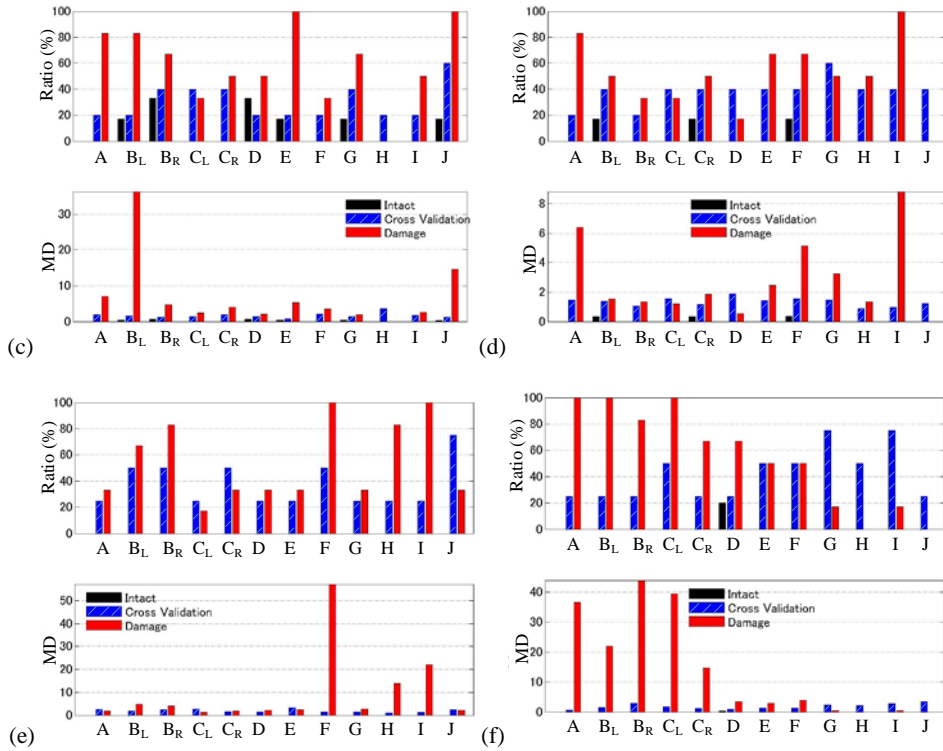 100
80
60
40
20
0
Ratio (%)
A B_L B_R C_L C_R D E F G H I J
30
20
10
0
MD
Intact
Cross Validation
Damage
A B_L B_R C_L C_R D E F G H I J
(c)
100
80
60
40
20
0
Ratio (%)
A B_L B_R C_L C_R D E F G H I J
8
6
4
2
0
MD
Intact
Cross Validation
Damage
A B_L B_R C_L C_R D E F G H I J
(d)
100
80
60
40
20
0
Ratio (%)
A B_L B_R C_L C_R D E F G H I J
50
40
30
20
10
0
MD
Intact
Cross Validation
Damage
A B_L B_R C_L C_R D E F G H I J
(e)
100
80
60
40
20
0
Ratio (%)
A B_L B_R C_L C_R D E F G H I J
40
30
20
10
0
MD
Intact
Cross Validation
Damage
A B_L B_R C_L C_R D E F G H I J
(f)